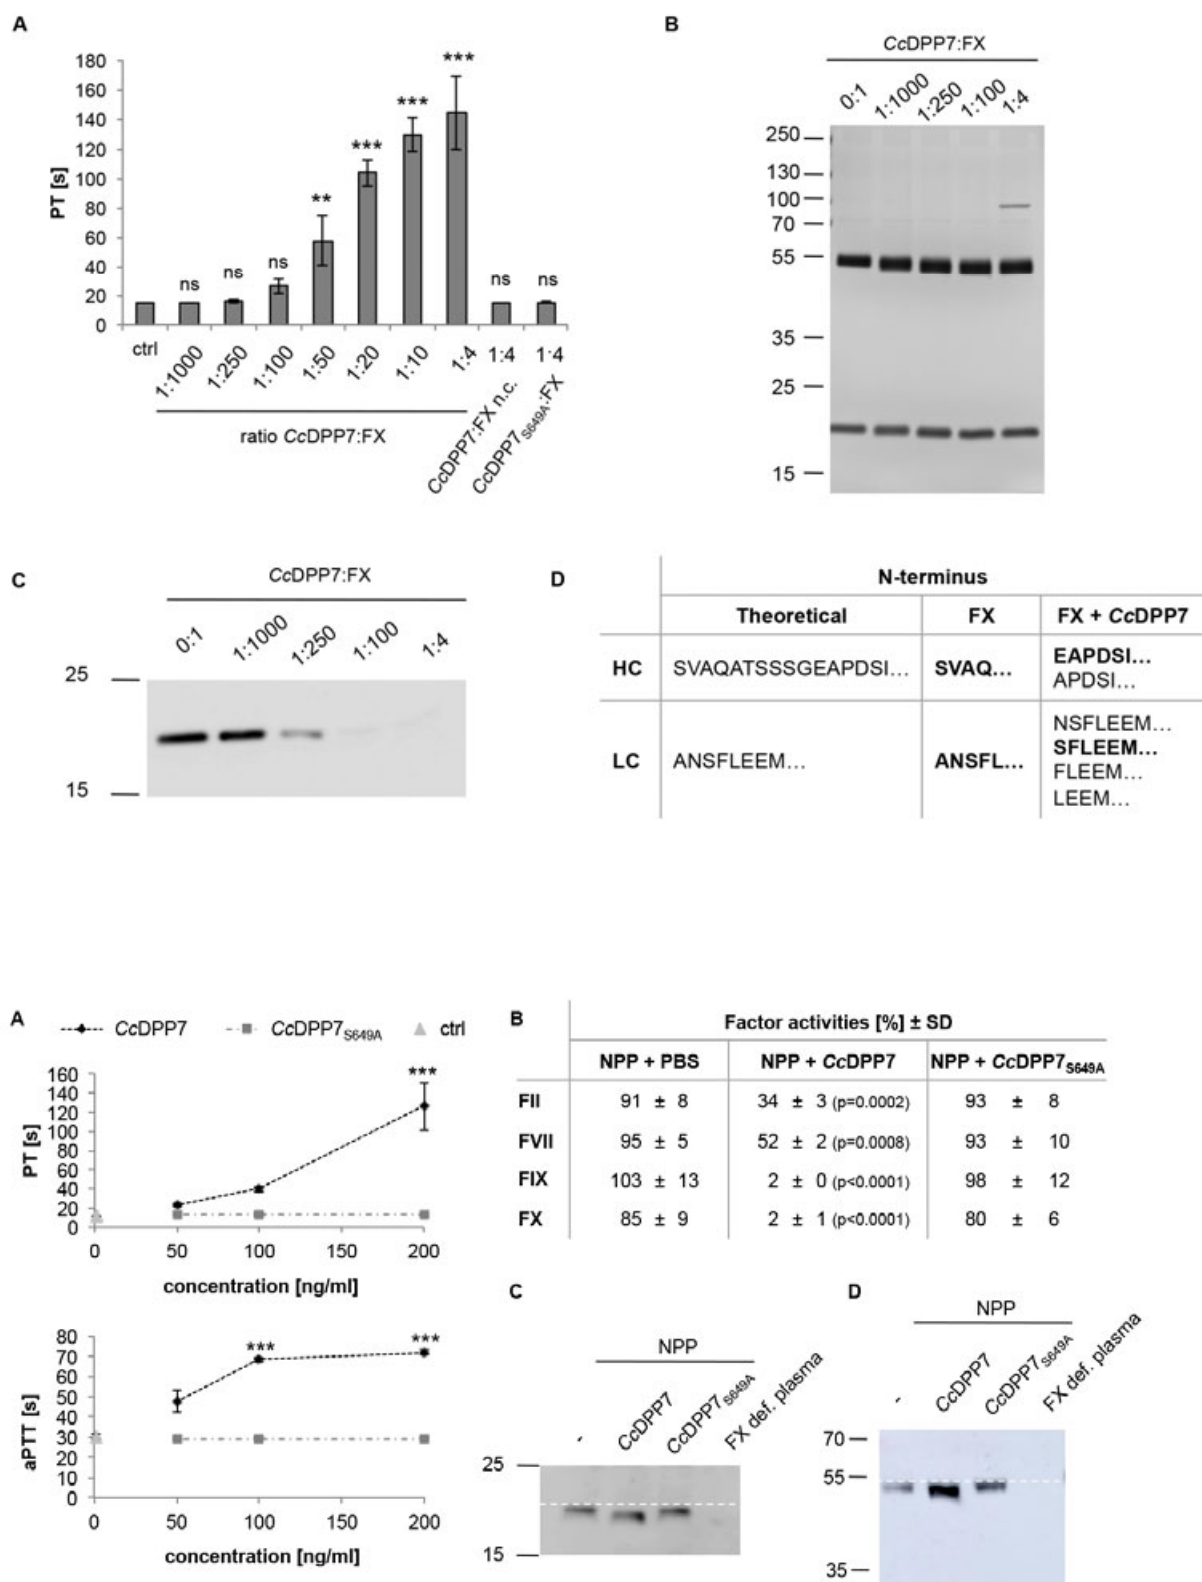 A
PT [s]
180
160
140
120
100
80
60
40
20
0
ns
ns
ns
**
***
***
***
ns
ns
ctrl
1:1000
1:250
1:100
1:50
1:20
1:10
1:4
1:4
1:4
ratio CcDPP7:FX
CcDPP7:FX n.c.
CcDPP7S649A:FX
B
CcDPP7:FX
0:1
1:1000
1:250
1:100
1:4
250
130
100
70
55
35
25
15
C
CcDPP7:FX
0:1
1:1000
1:250
1:100
1:4
25
15
D
N-terminus
Theoretical FX FX + CcDPP7
HC SVAQATSSSGEAPDSI... SVAQ... EAPDSI...
APDSI...
LC ANSFLEEM... ANSFL... NSFLEEM...
SFLEEM...
FLEEM...
LEEM...
A
CcDPP7 CcDPP7S649A ctrl
PT [s]
160
140
120
100
80
60
40
20
0
***
0 50 100 200
concentration [ng/ml]
aPTT [s]
80
70
60
50
40
30
20
10
0
*** ***
0 50 100 200
concentration [ng/ml]
B
Factor activities [%] ± SD
NPP + PBS NPP + CcDPP7 NPP + CcDPP7S649A
FII 91 ± 8 34 ± 3 (p=0.0002) 93 ± 8
FVII 95 ± 5 52 ± 2 (p=0.0008) 93 ± 10
FIX 103 ± 13 2 ± 0 (p<0.0001) 98 ± 12
FX 85 ± 9 2 ± 1 (p<0.0001) 80 ± 6
C
NPP
-
CcDPP7
CcDPP7S649A
FX def. plasma
25
15
D
NPP
-
CcDPP7
CcDPP7S649A
FX def. plasma
70
55
35